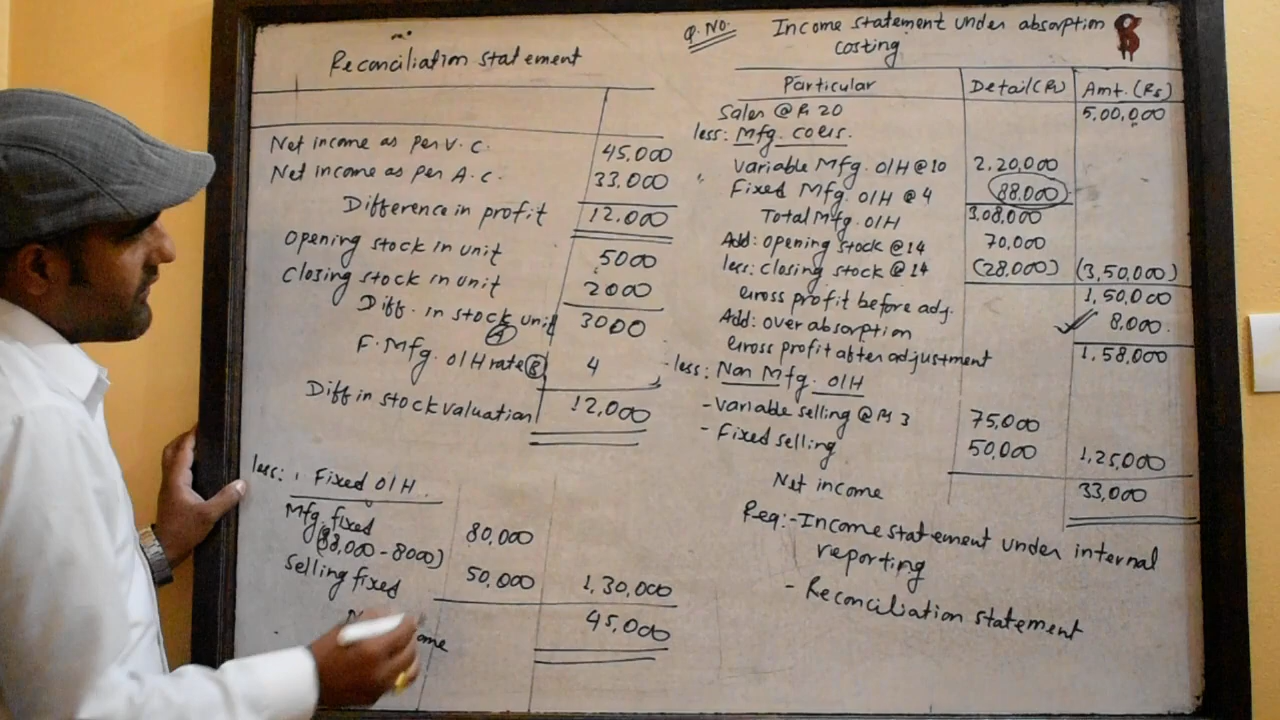 Reconciliation statement
Net income as per V.C. 45,000
Net income as per A.C. 33,000
Difference in profit 12,000
Opening stock in unit 5000
Closing stock in unit 2000
Diff. in stock unit (A) 3000
F. Mfg. O/H rate (B) 4
Diff in stock valuation 12,000
less: Fixed O/H
Mfg. fixed 80,000
(88,000 - 8000)
Selling fixed 50,000 1,30,000
45,000
Q. No. Income statement under absorption
costing
Particular Detail (Rs) Amt. (Rs)
Sales @ Rs 20 5,00,000
less: Mfg. costs.
Variable Mfg. O/H @ 10 2,20,000
Fixed Mfg. O/H @ 4 88,000
Total Mfg. O/H 3,08,000
Add: opening stock @ 14 70,000
less: closing stock @ 14 (28,000) (3,50,000)
Gross profit before adj. 1,50,000
Add: over absorption 8,000
Gross profit after adjustment 1,58,000
less: Non Mfg. O/H
- Variable selling @ Rs 3 75,000
- Fixed selling 50,000 1,25,000
Net income 33,000
Req:- Income statement under internal
reporting
- Reconciliation statement